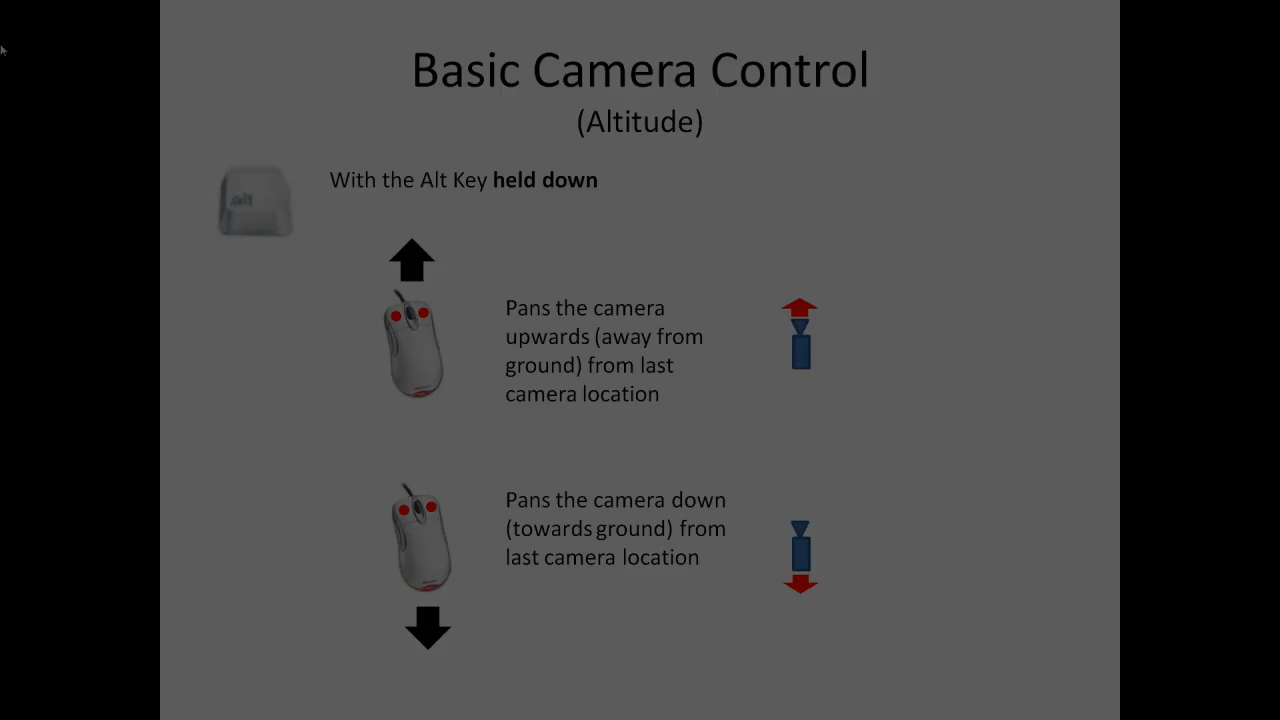 Basic Camera Control
(Altitude)
alt
With the Alt Key held down
Pans the camera
upwards (away from
ground) from last
camera location
Pans the camera down
(towards ground) from
last camera location